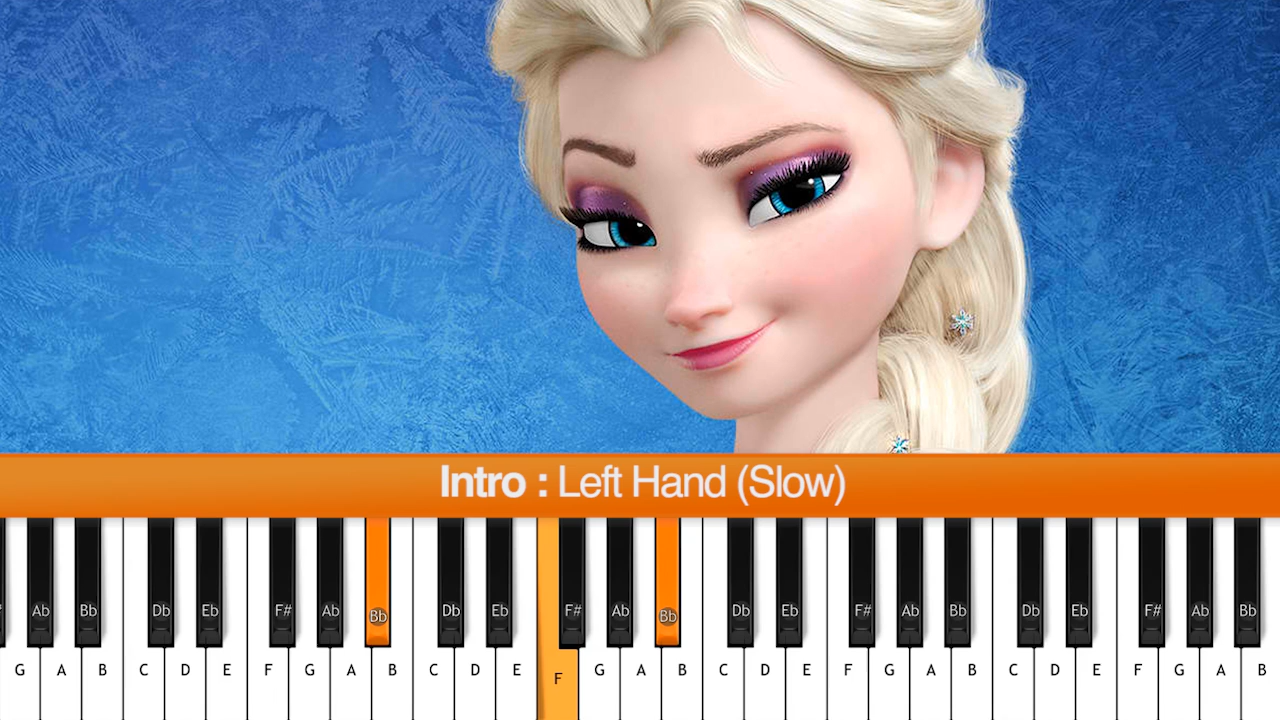 Intro : Left Hand (Slow)
Ab Bb Db Eb F# Ab Bb Db Eb F# Ab Bb Db Eb F# Ab Bb Db Eb F# Ab Bb
G A B C D E F G A B C D E F G A B C D E F G A B C D E F G A B